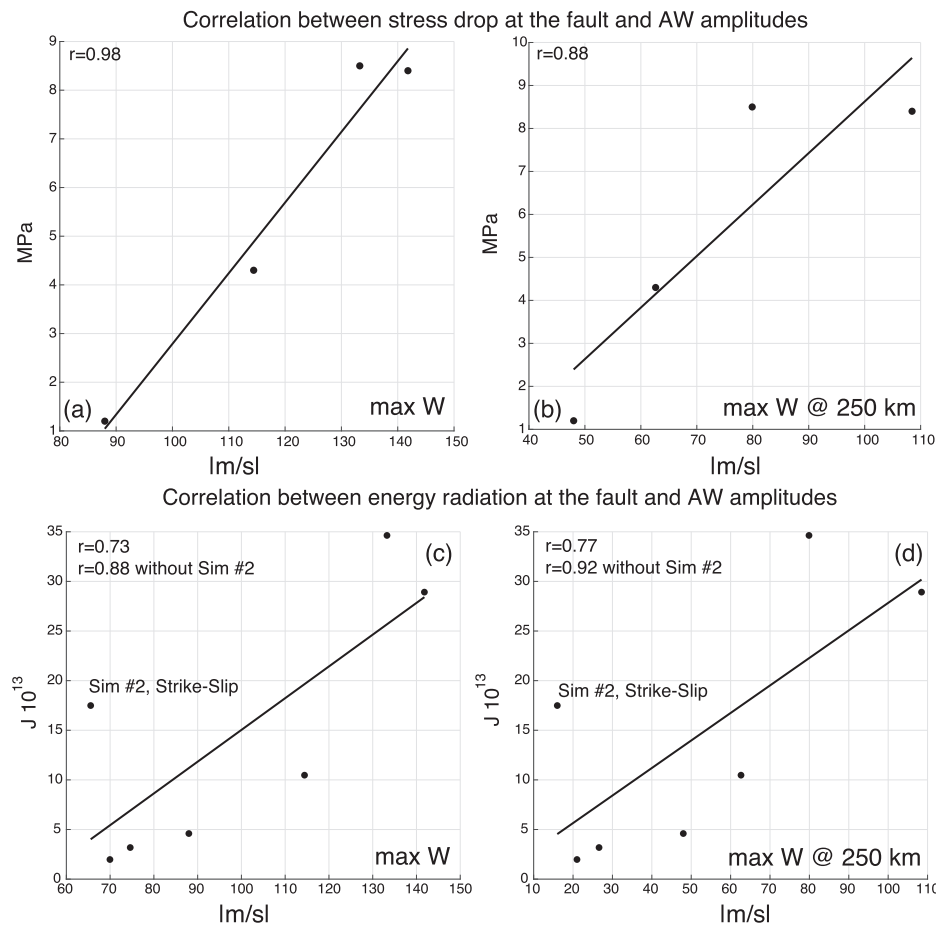 Correlation between stress drop at the fault and AW amplitudes
r=0.98
9
8
7
6
5
4
3
2
1
MPa
(a)
max W
80 90 100 110 120 130 140 150
lm/sl
r=0.88
10
9
8
7
6
5
4
3
2
1
MPa
(b)
max W @ 250 km
40 50 60 70 80 90 100 110
lm/sl
Correlation between energy radiation at the fault and AW amplitudes
r=0.73
r=0.88 without Sim #2
(c)
35
30
25
20
15
10
5
0
J 10^13
Sim #2, Strike-Slip
max W
60 70 80 90 100 110 120 130 140 150
lm/sl
r=0.77
r=0.92 without Sim #2
(d)
35
30
25
20
15
10
5
0
J 10^13
Sim #2, Strike-Slip
max W @ 250 km
10 20 30 40 50 60 70 80 90 100 110
lm/sl